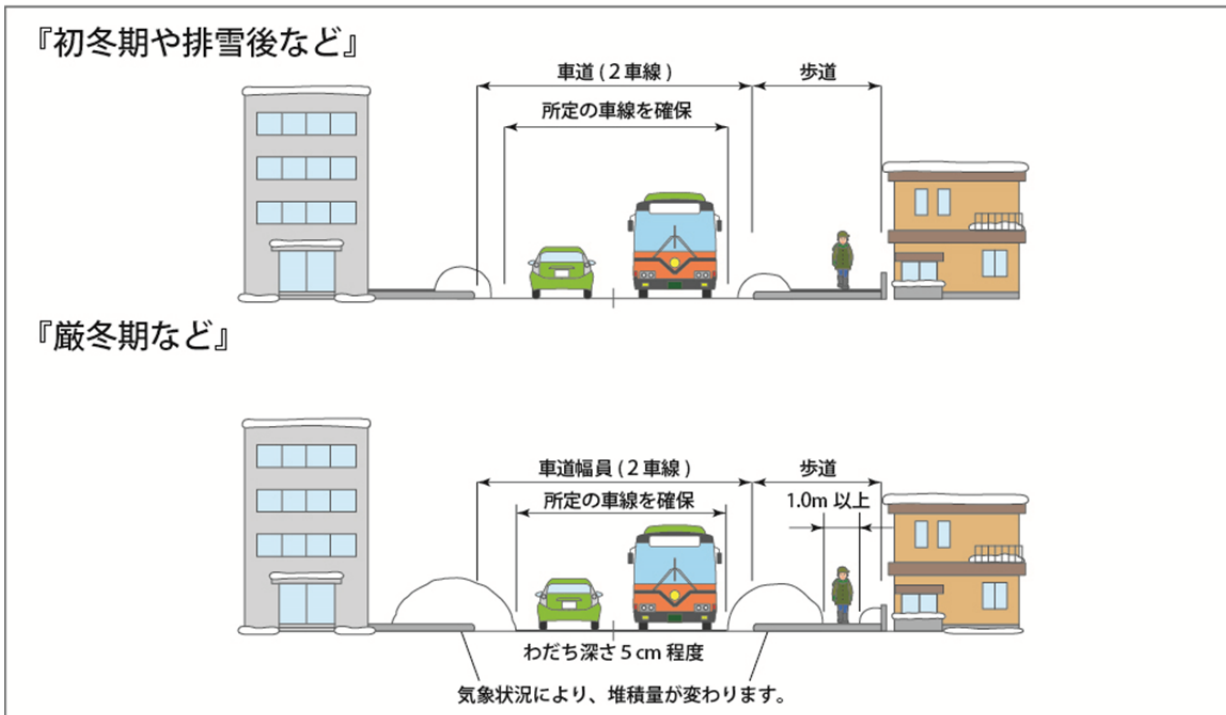 『初冬期や排雪後など』
車道(２車線)
歩道
所定の車線を確保
『厳冬期など』
車道幅員(２車線)
歩道
所定の車線を確保
1.0m 以上
わだち深さ 5 cm 程度
気象状況により、堆積量が変わります。